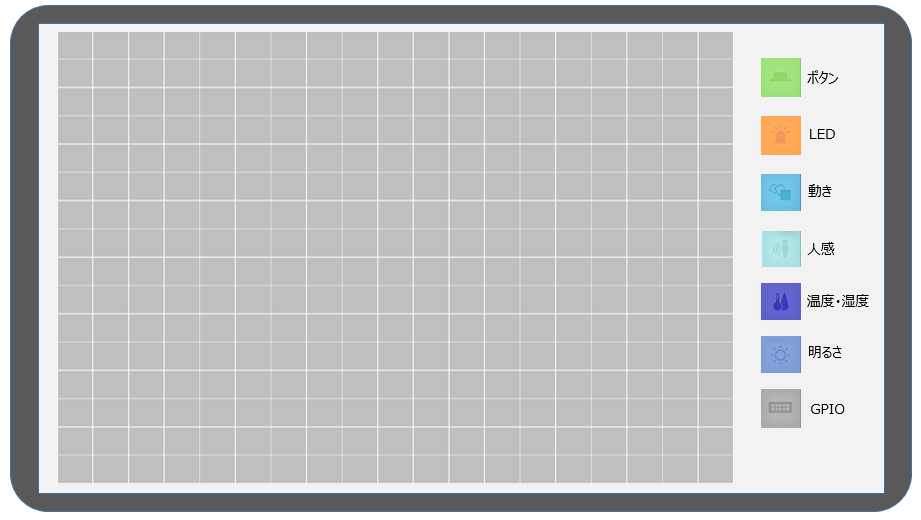 ボタン
LED
動き
人感
温度・湿度
明るさ
GPIO